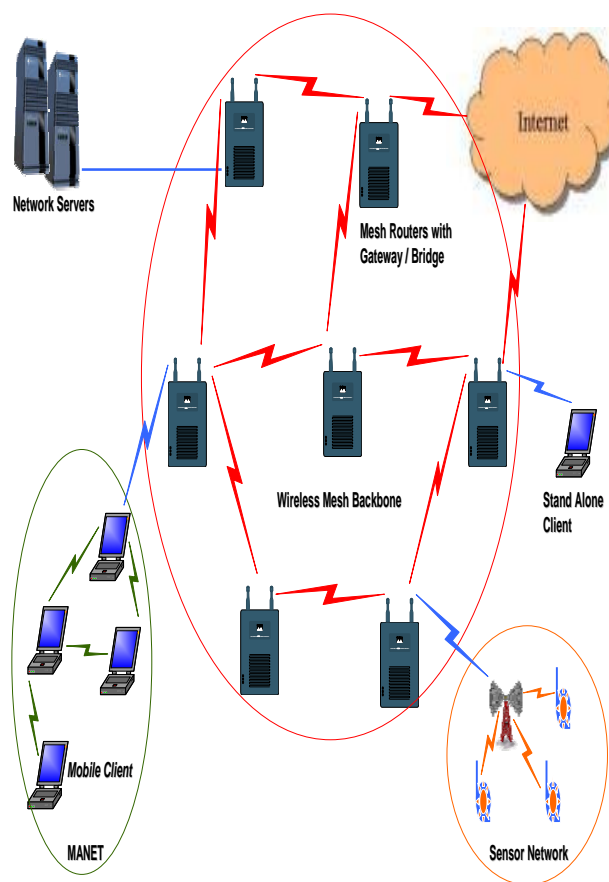 Internet
Network Servers
Mesh Routers with
Gateway / Bridge
Wireless Mesh Backbone
Stand Alone
Client
Mobile Client
MANET
Sensor Network